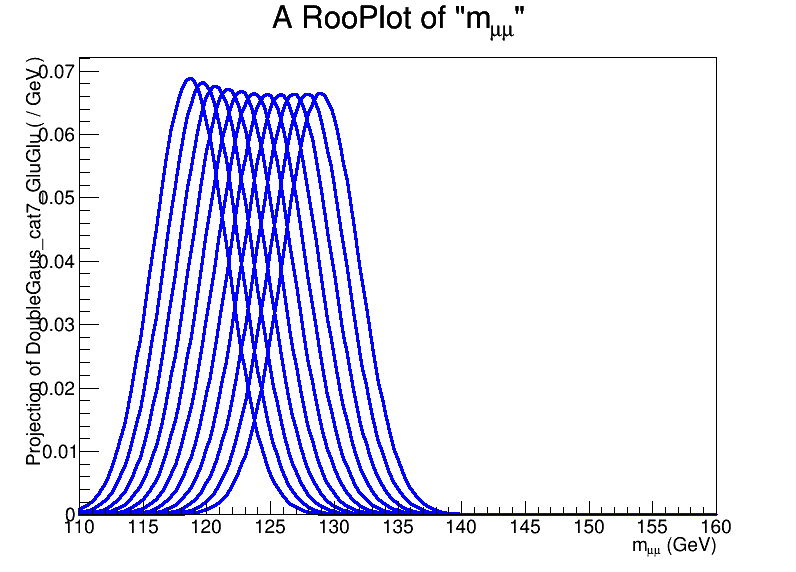 A RooPlot of "mμμ"
Projection of DoubleGaus_cat7_GluGlu ( / GeV )
0.07
0.06
0.05
0.04
0.03
0.02
0.01
0
110 115 120 125 130 135 140 145 150 155 160
mμμ (GeV)